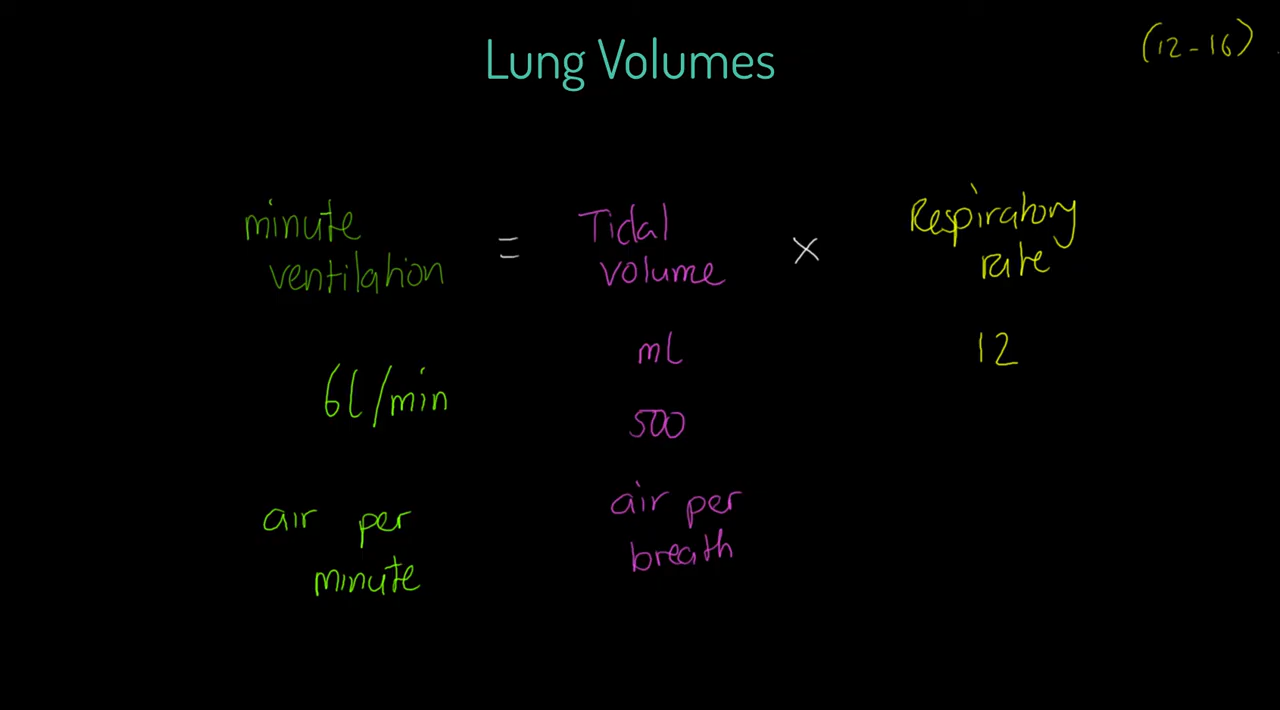 Lung Volumes
(12-16)
minute
ventilation
=
Tidal
volume
×
Respiratory
rate
6l/min
ml
500
12
air per
minute
air per
breath